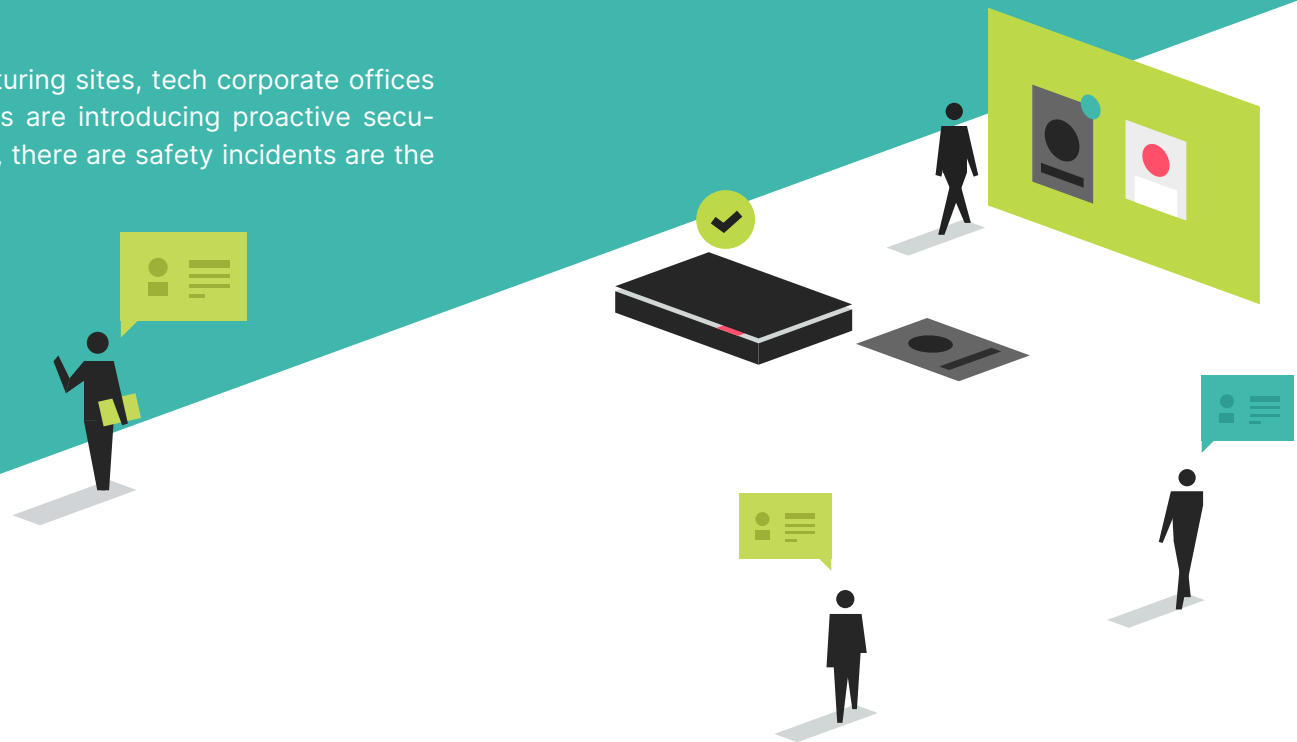 turing sites, tech corporate offices
s are introducing proactive secu-
, there are safety incidents are the